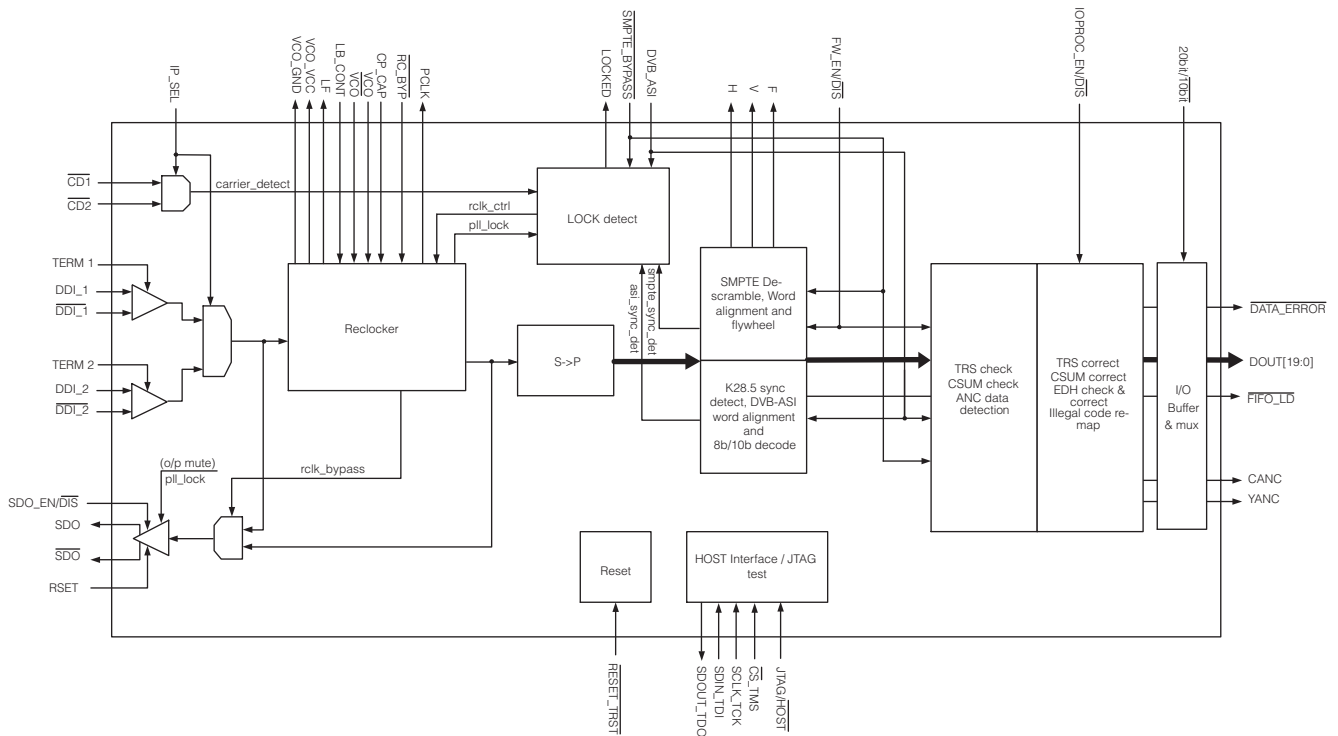 IP_SEL
VCO_GND
VCO_VCC
LF
LB_CONT
VCO
VCO
CP_CAP
RC_BYP
PCLK
LOCKED
SMPTE_BYPASS
DVB_ASI
H
V
F
FW_EN/DIS
IOPROC_EN/DIS
20bit/10bit
CD1
CD2
carrier_detect
rclk_ctrl
pll_lock
LOCK detect
asi_sync_det
smpte_sync_det
TERM 1
DDI_1
DDI_1
TERM 2
DDI_2
DDI_2
Reclocker
S->P
SMPTE De-
scramble, Word
alignment and
flywheel
K28.5 sync
detect, DVB-ASI
word alignment
and
8b/10b decode
TRS check
CSUM check
ANC data
detection
TRS correct
CSUM correct
EDH check &
correct
Illegal code re-
map
I/O
Buffer
& mux
DATA_ERROR
DOUT[19:0]
FIFO_LD
CANC
YANC
rclk_bypass
(o/p mute)
pll_lock
SDO_EN/DIS
SDO
SDO
RSET
Reset
HOST Interface / JTAG
test
RESET_TRST
SDOUT_TDO
SDIN_TDI
SCLK_TCK
CS_TMS
JTAG/HOST